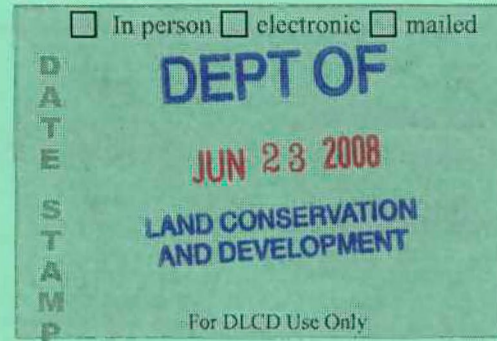 ☐ In person ☐ electronic ☐ mailed
DATE STAMP
DEPT OF
JUN 23 2008
LAND CONSERVATION
AND DEVELOPMENT
For DLCD Use Only